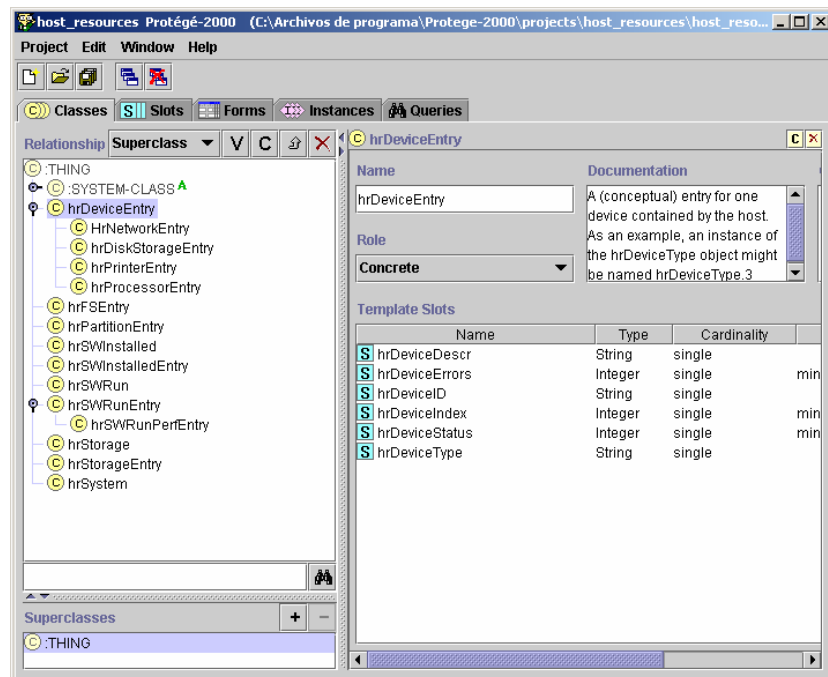 host_resources Protégé-2000 (C:\Archivos de programa\Protege-2000\projects\host_resources\host_reso...
Project Edit Window Help
C Classes S Slots Forms Instances Queries
Relationship Superclass V C
C :THING
C :SYSTEM-CLASS A
C hrDeviceEntry
C HrNetworkEntry
C hrDiskStorageEntry
C hrPrinterEntry
C hrProcessorEntry
C hrFSEntry
C hrPartitionEntry
C hrSWInstalled
C hrSWInstalledEntry
C hrSWRun
C hrSWRunEntry
C hrSWRunPerfEntry
C hrStorage
C hrStorageEntry
C hrSystem
Superclasses + -
C :THING
C hrDeviceEntry C x
Name
hrDeviceEntry
Role
Concrete
Documentation
A (conceptual) entry for one
device contained by the host.
As an example, an instance of
the hrDeviceType object might
be named hrDeviceType.3
Template Slots
Name Type Cardinality
S hrDeviceDescr String single
S hrDeviceErrors Integer single min
S hrDeviceID String single
S hrDeviceIndex Integer single min
S hrDeviceStatus Integer single min
S hrDeviceType String single